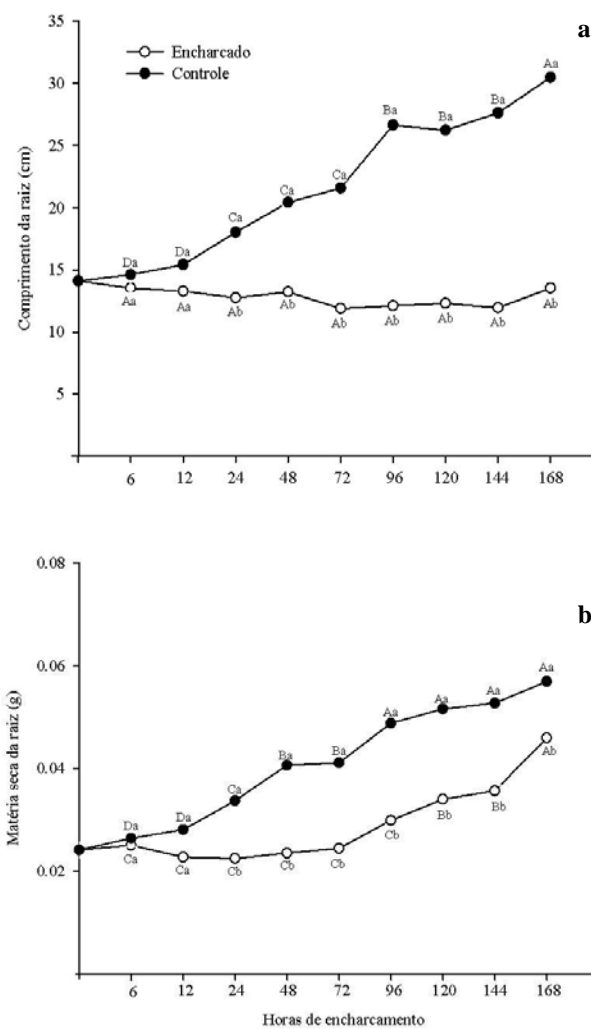 a
35
Encharcado
Controle
30
25
20
15
10
5
Comprimento da raiz (cm)
Da Da Ca Ca Ca Ba Ba Ba Aa
Aa Aa Ab Ab Ab Ab Ab Ab Ab
6 12 24 48 72 96 120 144 168
b
0.08
0.06
0.04
0.02
Matéria seca da raiz (g)
Da Da Ca Ba Ba Aa Aa Aa Aa
Ca Ca Cb Cb Cb Cb Bb Bb Ab
6 12 24 48 72 96 120 144 168
Horas de encharcamento